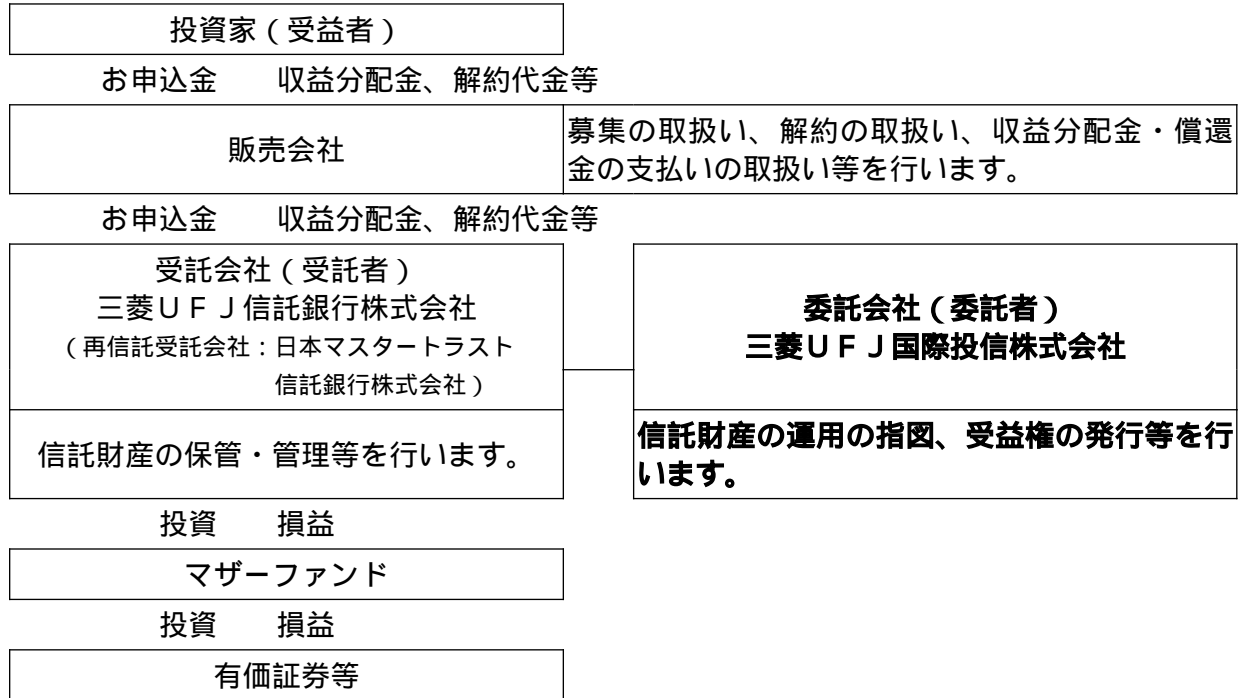 投資家(受益者)
お申込金　　収益分配金、解約代金等
販売会社
募集の取扱い、解約の取扱い、収益分配金・償還
金の支払いの取扱い等を行います。
お申込金　　収益分配金、解約代金等
受託会社(受託者)
三菱UFJ信託銀行株式会社
(再信託受託会社:日本マスタートラスト
信託銀行株式会社)
委託会社(委託者)
三菱UFJ国際投信株式会社
信託財産の保管・管理等を行います。
信託財産の運用の指図、受益権の発行等を行
います。
投資　　損益
マザーファンド
投資　　損益
有価証券等